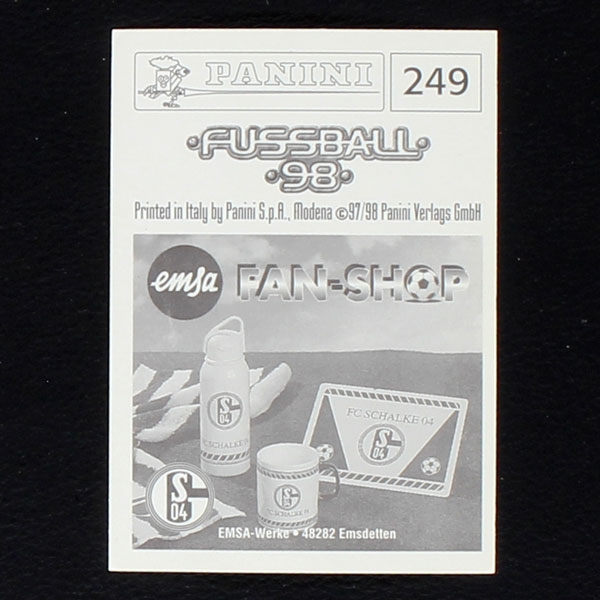 PANINI
249
FUSSBALL
98
Printed in Italy by Panini S.p.A., Modena ©97/98 Panini Verlags GmbH
emsa FAN-SHOP
FC SCHALKE 04
S 04
S 04
FC SCHALKE 04
S 04
FC SCHALKE 04
S 04
EMSA-Werke • 48282 Emsdetten